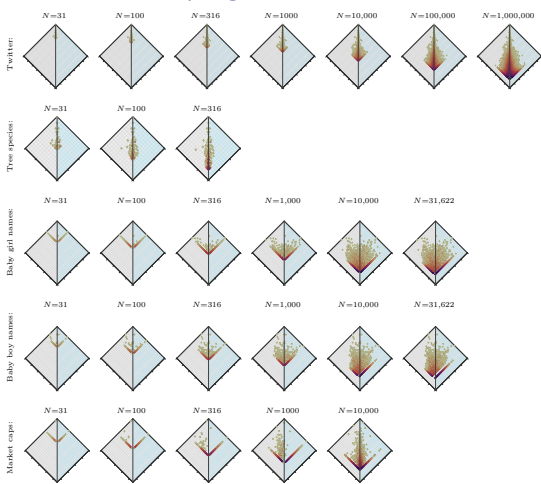 N=31 N=100 N=316 N=1000 N=10,000 N=100,000 N=1,000,000
Twitter:
N=31 N=100 N=316
Tree species:
N=31 N=100 N=316 N=1,000 N=10,000 N=31,622
Baby girl names:
N=31 N=100 N=316 N=1,000 N=10,000 N=31,622
Baby boy names:
N=31 N=100 N=316 N=1000 N=10,000
Market caps: